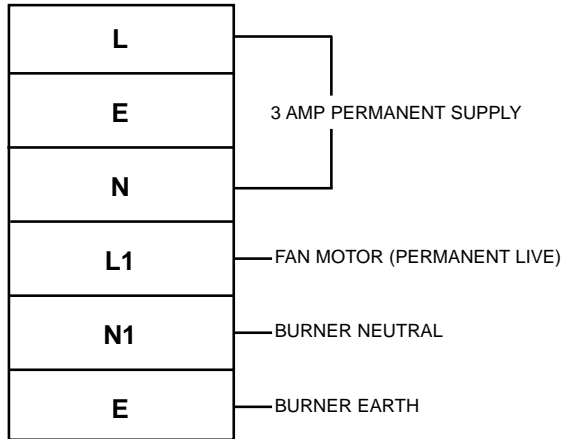 L
E
3 AMP PERMANENT SUPPLY
N
L1
FAN MOTOR (PERMANENT LIVE)
N1
BURNER NEUTRAL
E
BURNER EARTH